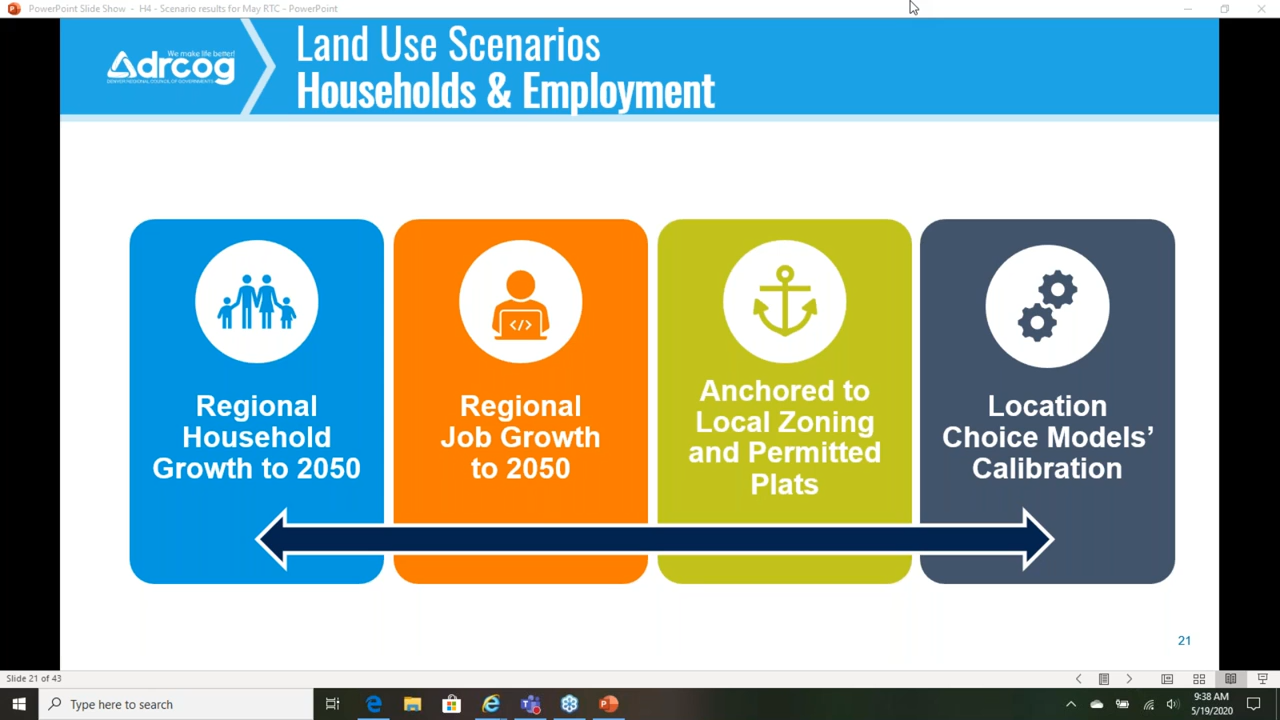 PowerPoint Slide Show - H4 - Scenario results for May RTC - PowerPoint
We make life better!
drcog
DENVER REGIONAL COUNCIL OF GOVERNMENTS
Land Use Scenarios
Households & Employment
Regional
Household
Growth to 2050
</>
Regional
Job Growth
to 2050
Anchored to
Local Zoning
and Permitted
Plats
Location
Choice Models’
Calibration
21
Slide 21 of 43
Type here to search
9:38 AM
5/19/2020